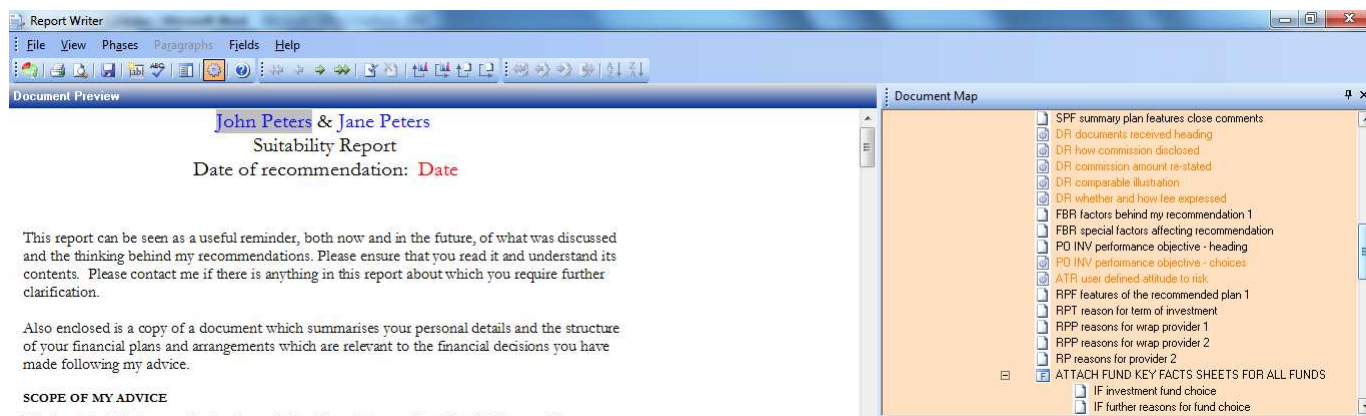 Report Writer
File View Phases Paragraphs Fields Help
Document Preview
John Peters & Jane Peters
Suitability Report
Date of recommendation: Date
This report can be seen as a useful reminder, both now and in the future, of what was discussed
and the thinking behind my recommendations. Please ensure that you read it and understand its
contents. Please contact me if there is anything in this report about which you require further
clarification.
Also enclosed is a copy of a document which summarises your personal details and the structure
of your financial plans and arrangements which are relevant to the financial decisions you have
made following my advice.
SCOPE OF MY ADVICE
Document Map
SPF summary plan features close comments
DR documents received heading
DR how commission disclosed
DR commission amount re-stated
DR comparable illustration
DR whether and how fee expressed
FBR factors behind my recommendation 1
FBR special factors affecting recommendation
PO INV performance objective - heading
PO INV performance objective - choices
ATR user defined attitude to risk
RPF features of the recommended plan 1
RPT reason for term of investment
RPP reasons for wrap provider 1
RPP reasons for wrap provider 2
RP reasons for provider 2
ATTACH FUND KEY FACTS SHEETS FOR ALL FUNDS
IF investment fund choice
IF further reasons for fund choice